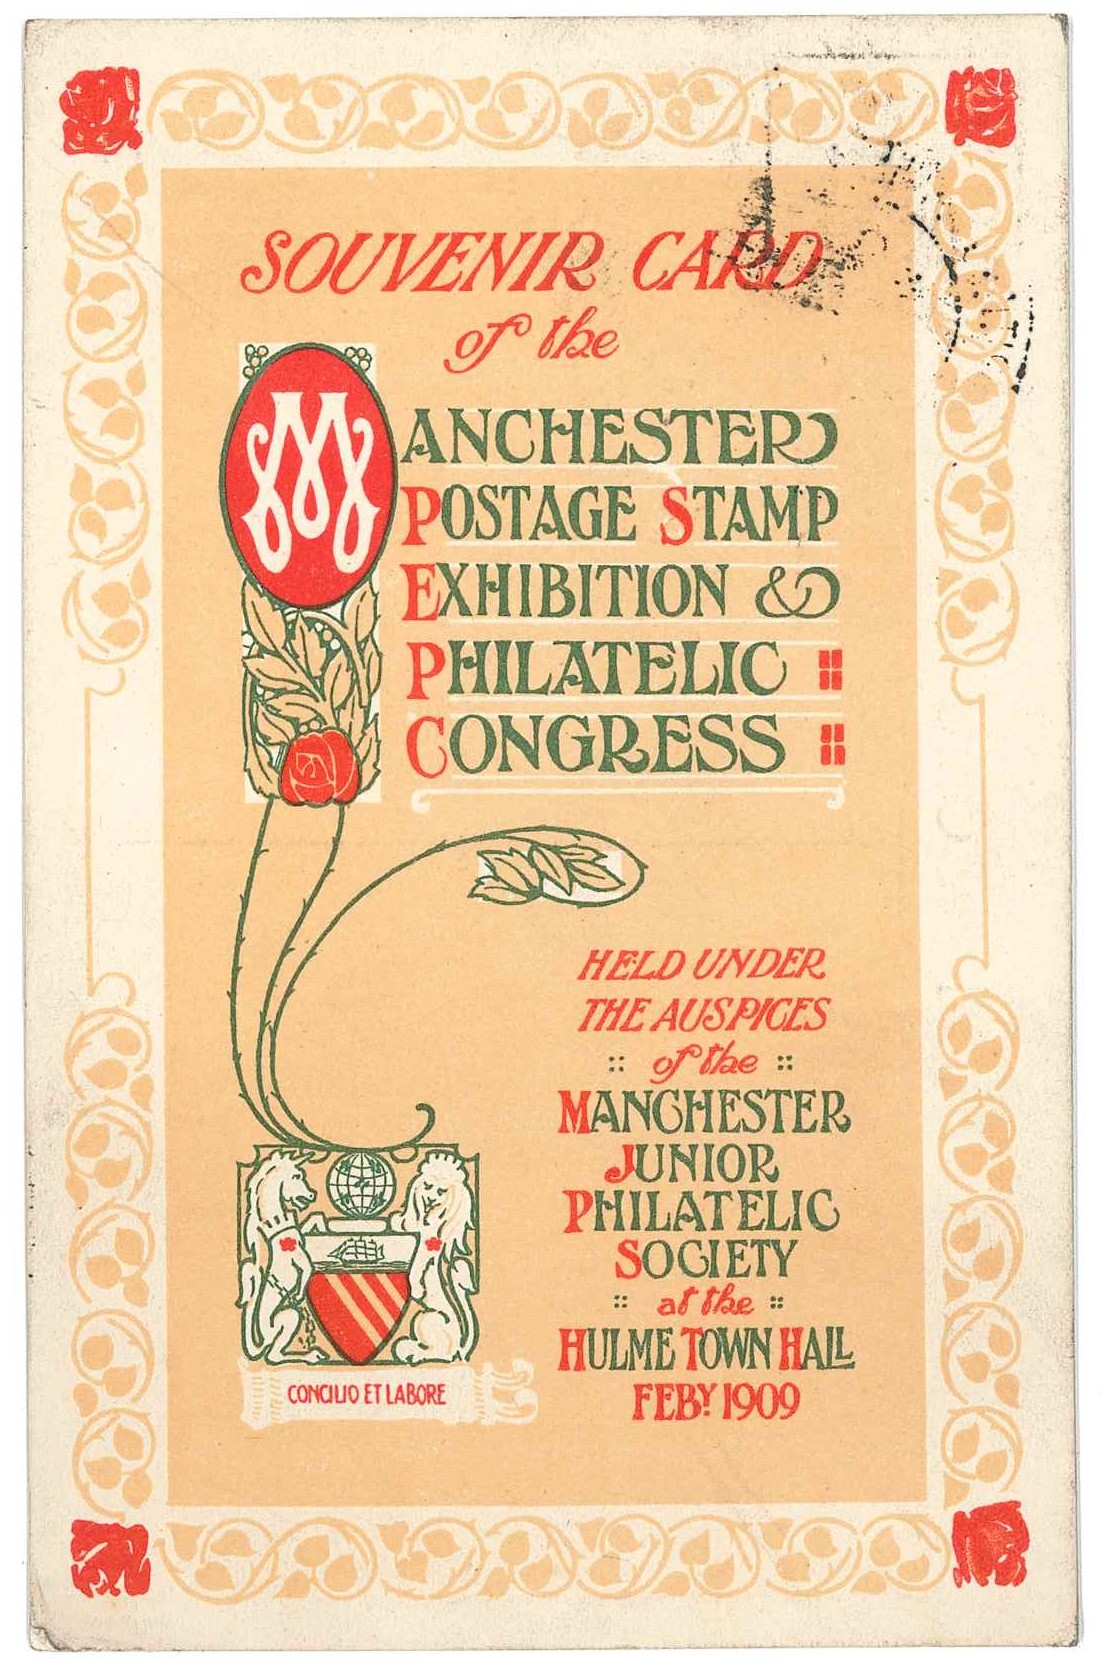 SOUVENIR CARD
of the
MANCHESTER
POSTAGE STAMP
EXHIBITION &
PHILATELIC
CONGRESS
HELD UNDER
THE AUSPICES
of the
MANCHESTER
JUNIOR
PHILATELIC
SOCIETY
at the
HULME TOWN HALL
FEBY. 1909
CONCILIO ET LABORE